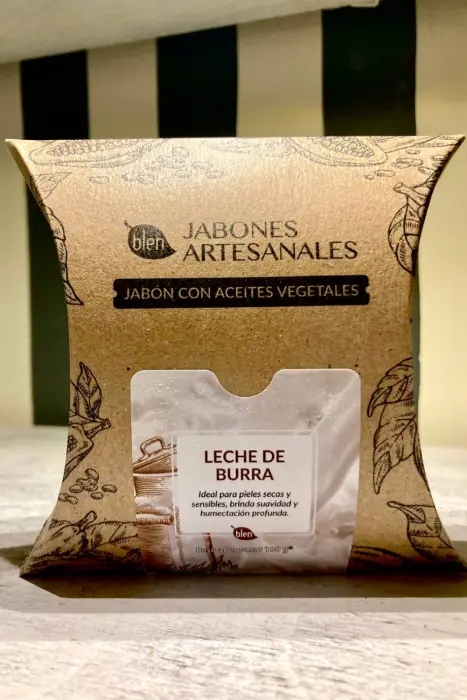 blen
JABONES
ARTESANALES
JABÓN CON ACEITES VEGETALES
LECHE DE
BURRA
Ideal para pieles secas y
sensibles, brinda suavidad y
humectación profunda.
blen